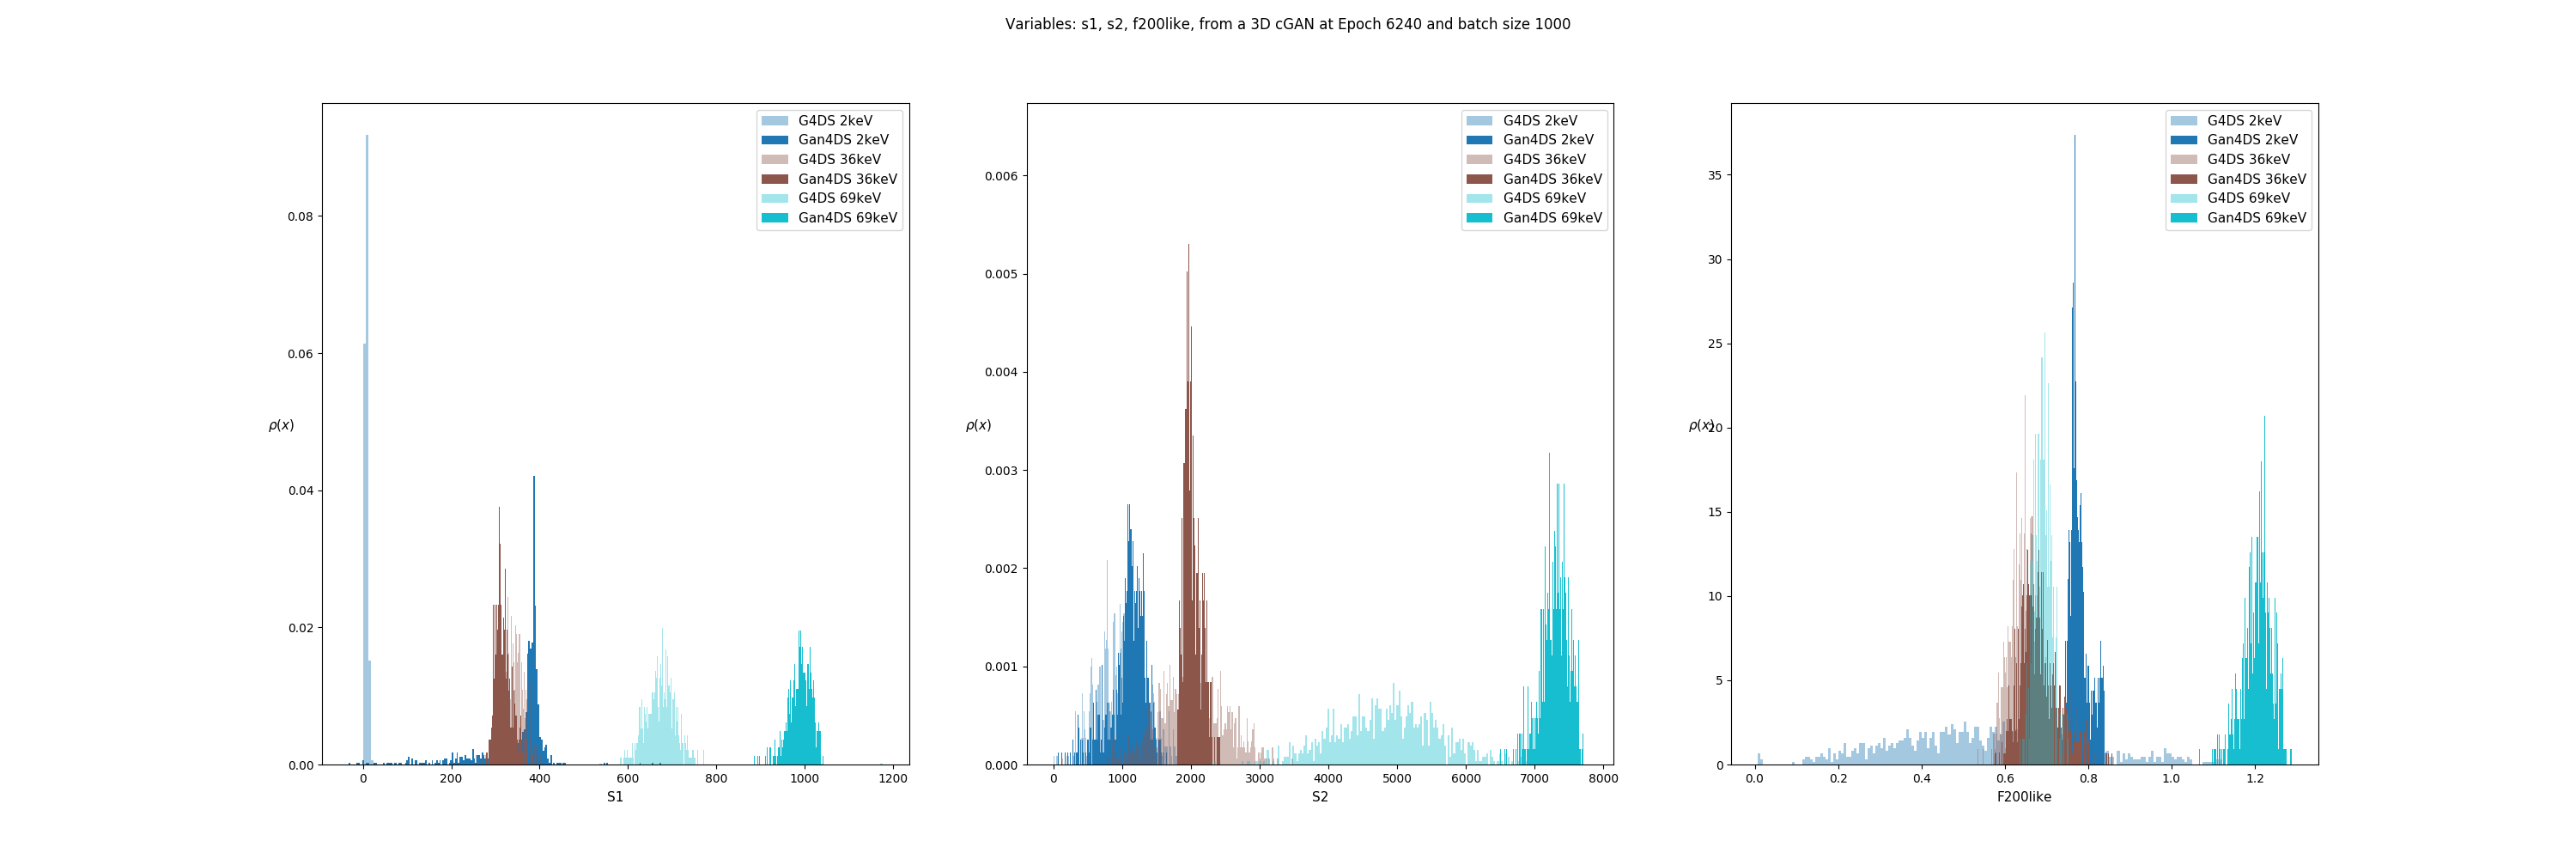 Variables: s1, s2, f200like, from a 3D cGAN at Epoch 6240 and batch size 1000
G4DS 2keV
Gan4DS 2keV
G4DS 36keV
Gan4DS 36keV
G4DS 69keV
Gan4DS 69keV
0.08
0.06
ρ(x)
0.04
0.02
0.00
0
200
400
600
800
1000
1200
S1
G4DS 2keV
Gan4DS 2keV
G4DS 36keV
Gan4DS 36keV
G4DS 69keV
Gan4DS 69keV
0.006
0.005
0.004
ρ(x)
0.003
0.002
0.001
0.000
0
1000
2000
3000
4000
5000
6000
7000
8000
S2
G4DS 2keV
Gan4DS 2keV
G4DS 36keV
Gan4DS 36keV
G4DS 69keV
Gan4DS 69keV
35
30
25
ρ(x)
20
15
10
5
0
0.0
0.2
0.4
0.6
0.8
1.0
1.2
F200like